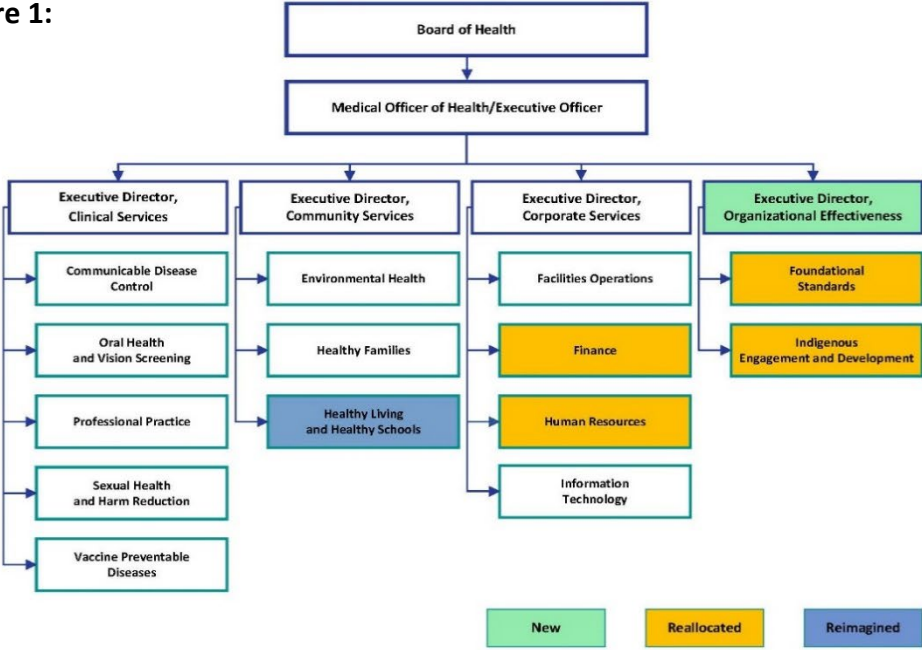 re 1:
Board of Health
Medical Officer of Health/Executive Officer
Executive Director,
Clinical Services
Executive Director,
Community Services
Executive Director,
Corporate Services
Executive Director,
Organizational Effectiveness
Communicable Disease
Control
Environmental Health
Facilities Operations
Foundational
Standards
Oral Health
and Vision Screening
Healthy Families
Finance
Indigenous
Engagement and Development
Professional Practice
Healthy Living
and Healthy Schools
Human Resources
Sexual Health
and Harm Reduction
Information
Technology
Vaccine Preventable
Diseases
New
Reallocated
Reimagined